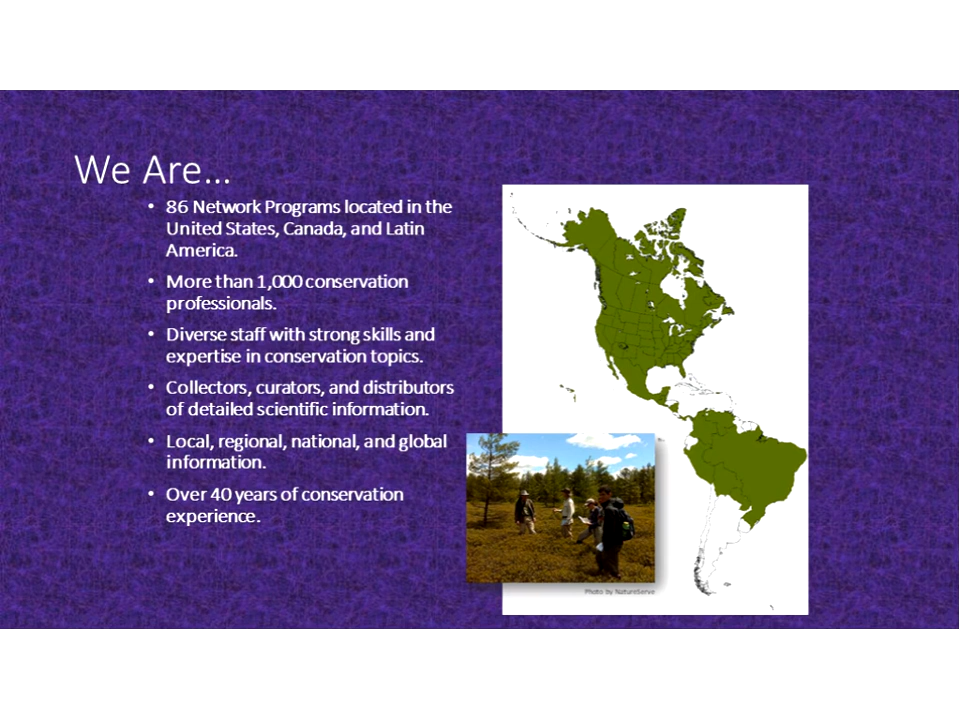 We Are…
• 86 Network Programs located in the
United States, Canada, and Latin
America.
• More than 1,000 conservation
professionals.
• Diverse staff with strong skills and
expertise in conservation topics.
• Collectors, curators, and distributors
of detailed scientific information.
• Local, regional, national, and global
information.
• Over 40 years of conservation
experience.
Photo by NatureServe